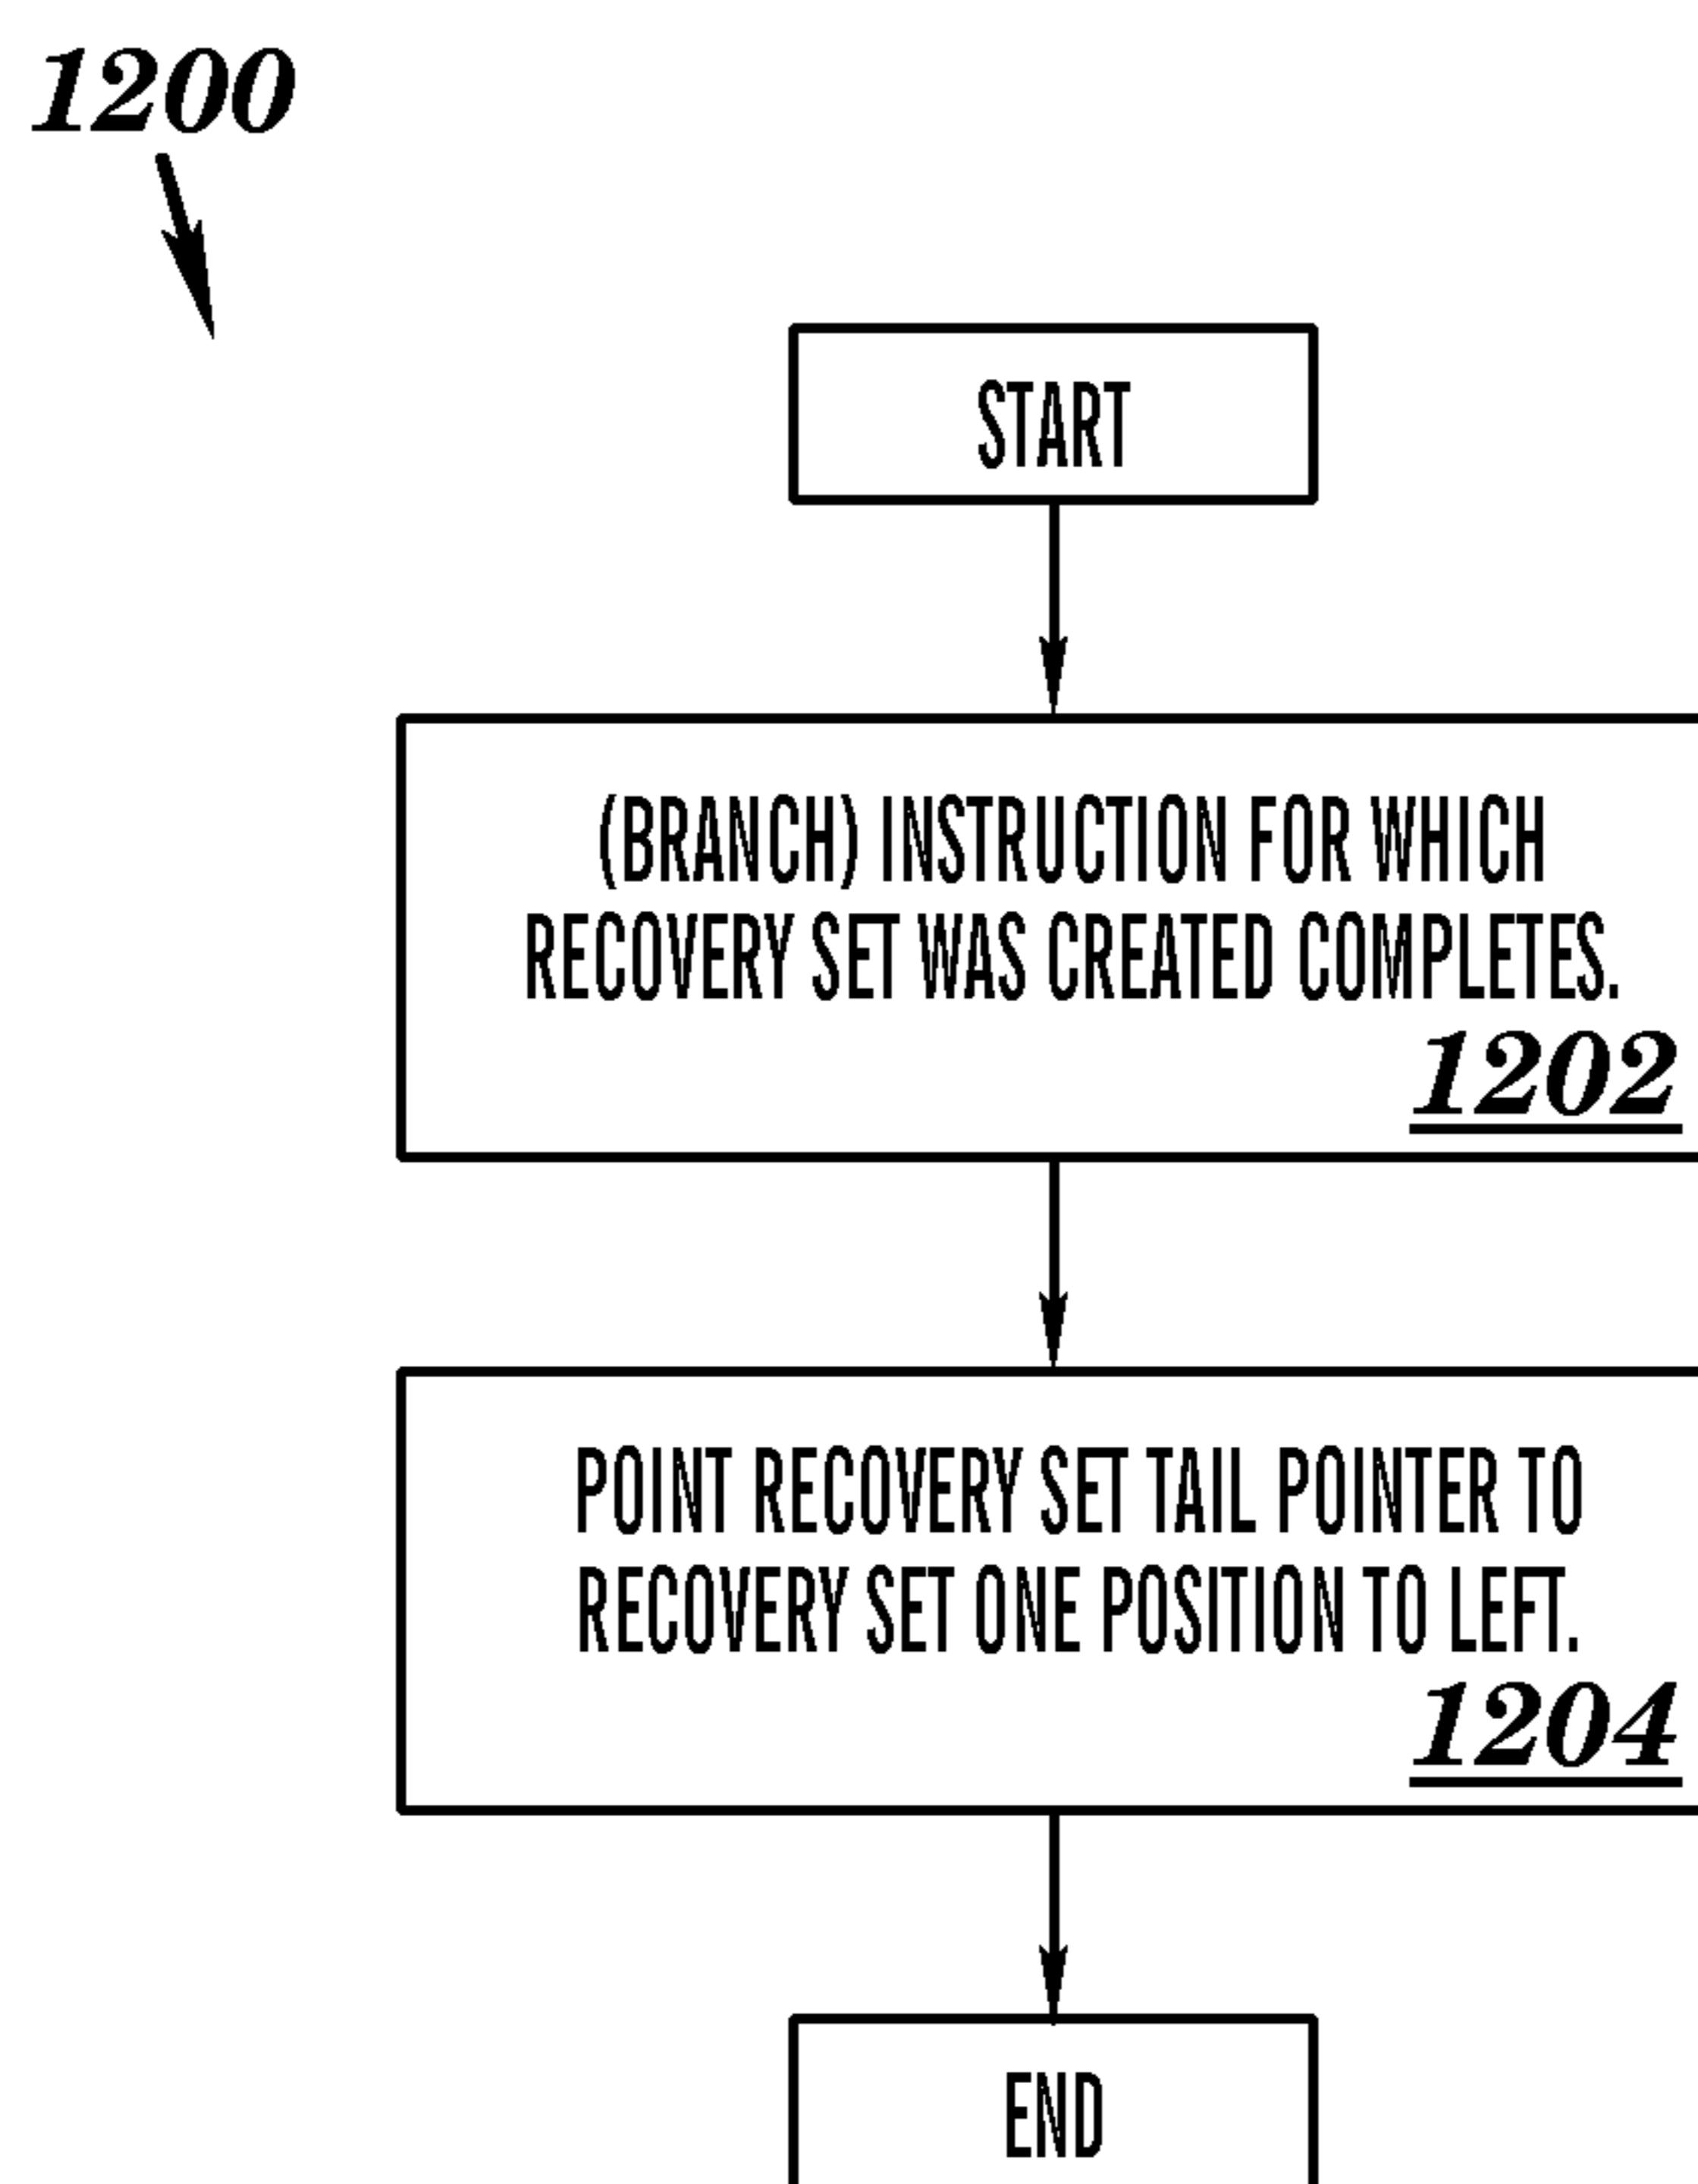 1200
START
(BRANCH) INSTRUCTION FOR WHICH
RECOVERY SET WAS CREATED COMPLETES.
1202
POINT RECOVERY SET TAIL POINTER TO
RECOVERY SET ONE POSITION TO LEFT.
1204
END